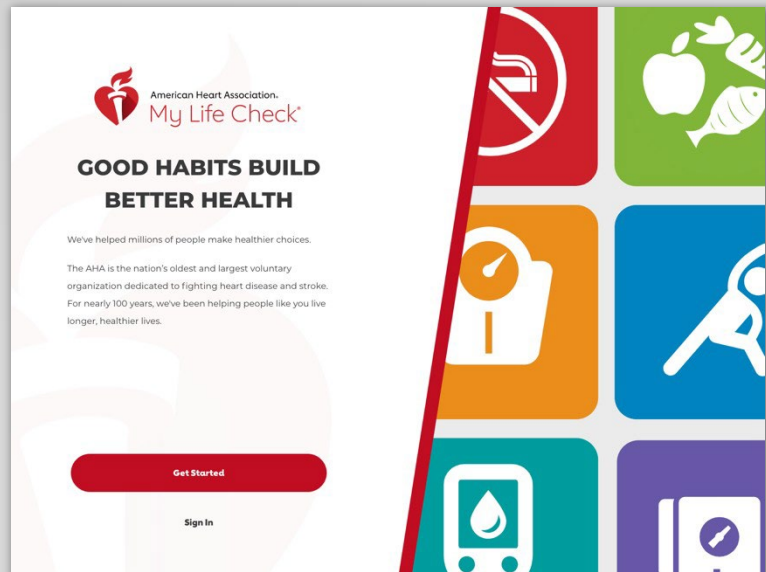 American Heart Association.
My Life Check®
GOOD HABITS BUILD
BETTER HEALTH
We've helped millions of people make healthier choices.
The AHA is the nation's oldest and largest voluntary
organization dedicated to fighting heart disease and stroke.
For nearly 100 years, we've been helping people like you live
longer, healthier lives.
Get Started
Sign In